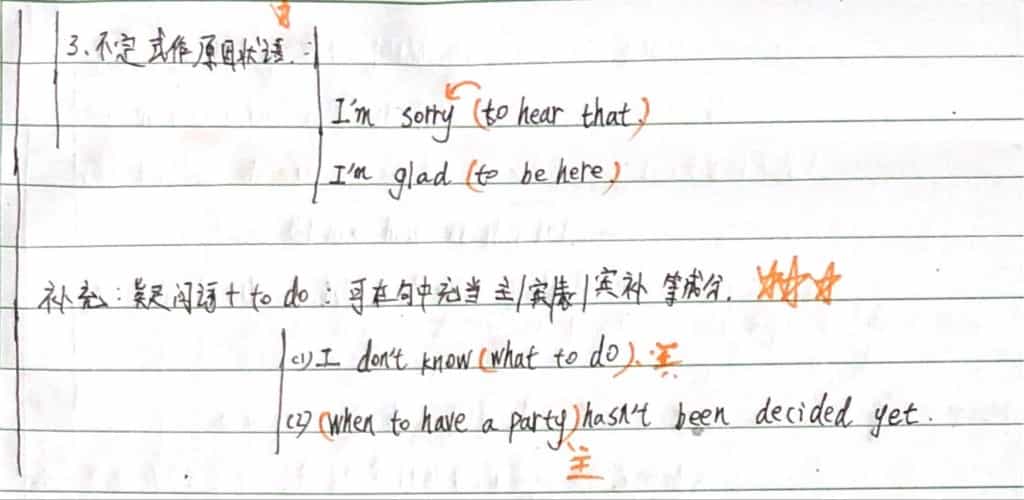 3、不定式作原因状语:
I'm sorry (to hear that.)
I'm glad (to be here.)
补充:疑问词+ to do:可在句中充当 主/宾/表/宾补 等成分.
(1) I don't know (what to do). 宾
(2) (when to have a party) hasn't been decided yet.
主